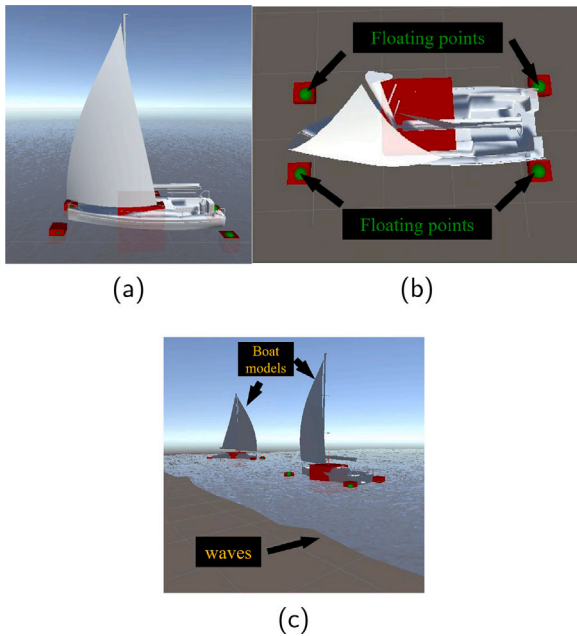 Floating points
Floating points
(a)
(b)
Boat
models
waves
(c)